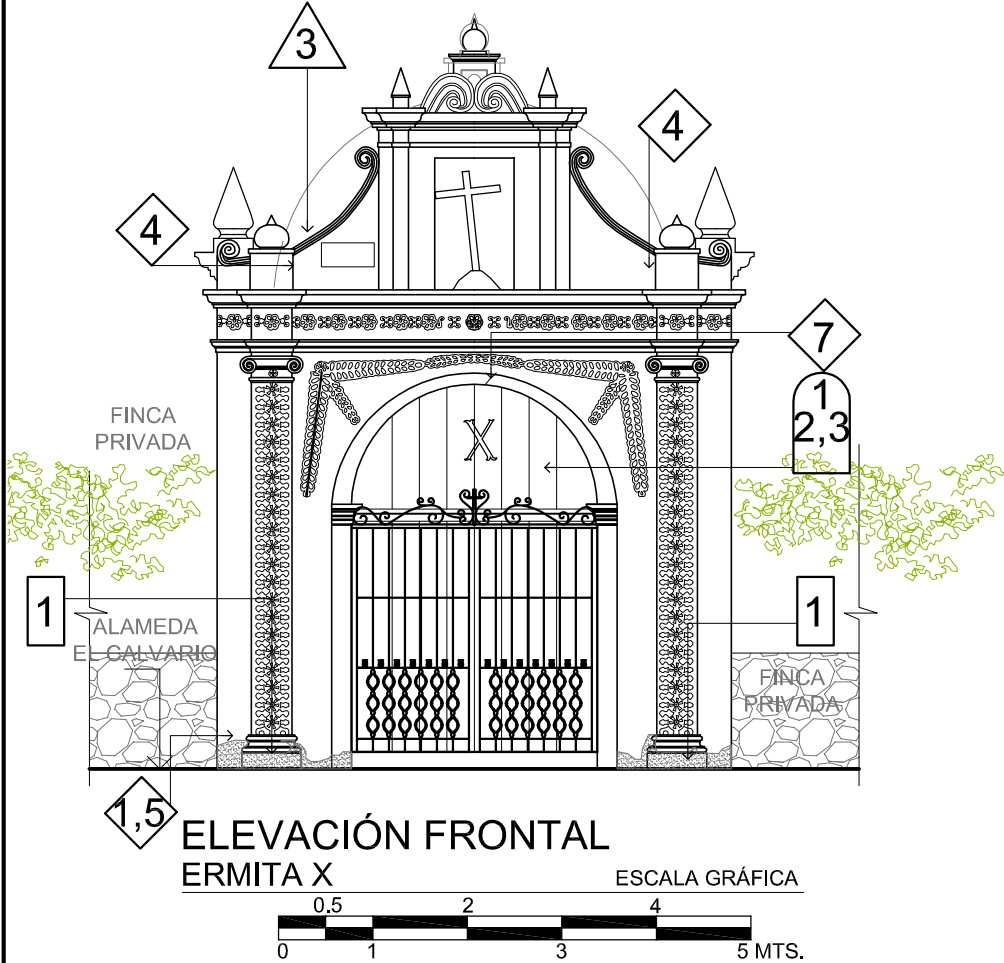 3
4
4
7
1
2,3
FINCA
PRIVADA
X
1
1
ALAMEDA
EL CALVARIO
FINCA
PRIVADA
1,5
ELEVACIÓN FRONTAL
ERMITA X
ESCALA GRÁFICA
0.5 2 4
0 1 3 5 MTS.